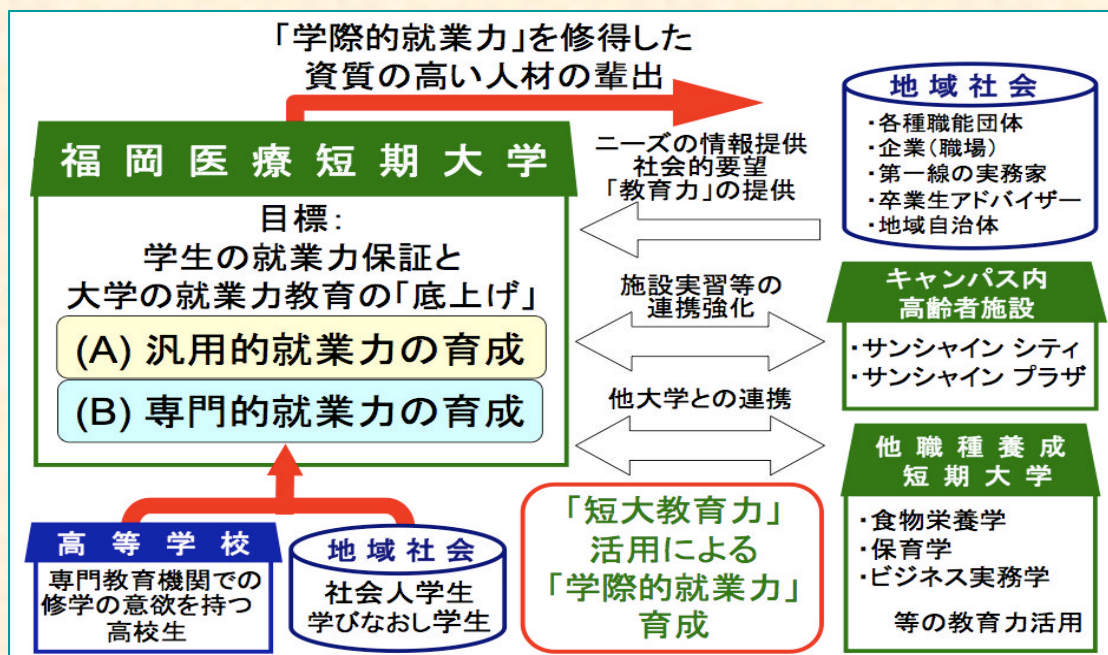 「学際的就業力」を修得した
資質の高い人材の輩出
福岡医療短期大学
目標：
学生の就業力保証と
大学の就業力教育の「底上げ」
(A) 汎用的就業力の育成
(B) 専門的就業力の育成
高等学校
専門教育機関での
修学の意欲を持つ
高校生
地域社会
社会人学生
学びなおし学生
ニーズの情報提供
社会的要望
「教育力」の提供
施設実習等の
連携強化
他大学との連携
「短大教育力」
活用による
「学際的就業力」
育成
地域社会
・各種職能団体
・企業（職場）
・第一線の実務家
・卒業生アドバイザー
・地域自治体
キャンパス内
高齢者施設
・サンシャイン シティ
・サンシャイン プラザ
他職種養成
短期大学
・食物栄養学
・保育学
・ビジネス実務学
等の教育力活用